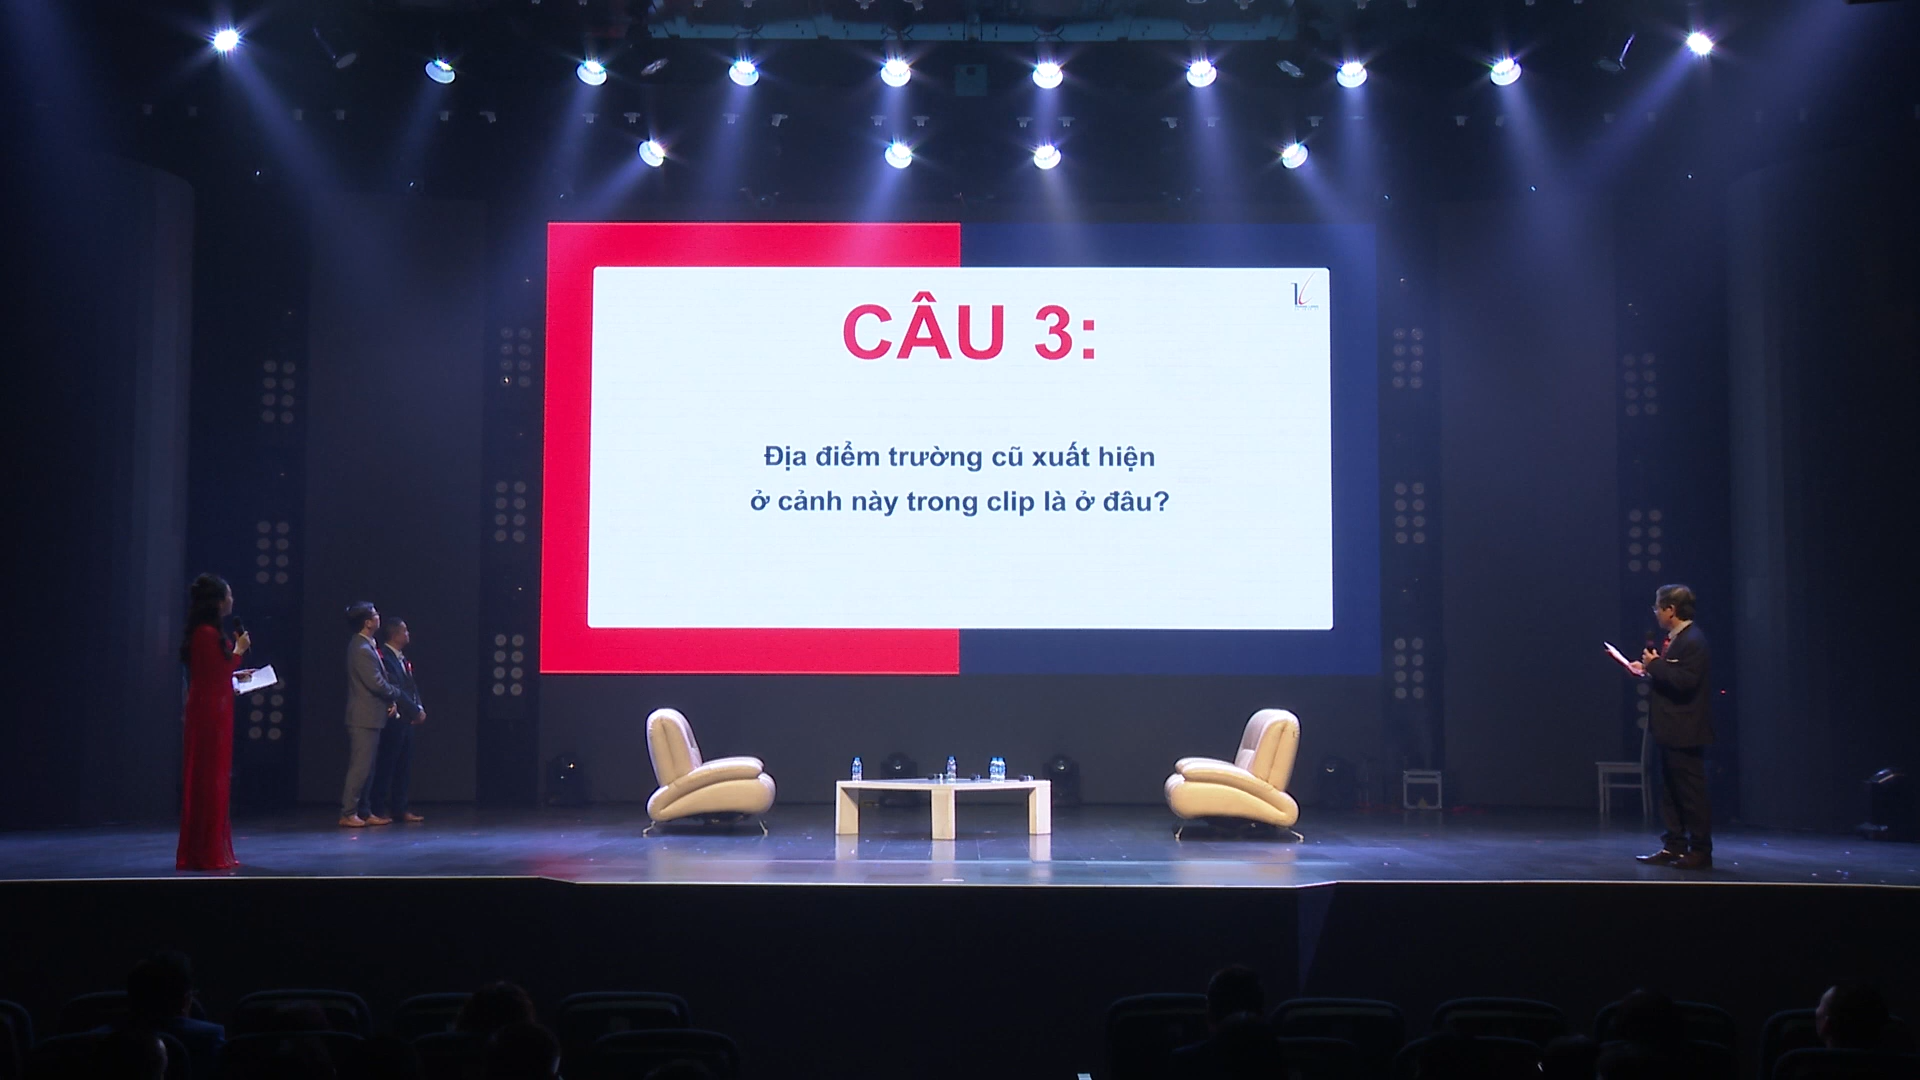 CÂU 3:
Địa điểm trường cũ xuất hiện
ở cảnh này trong clip là ở đâu?